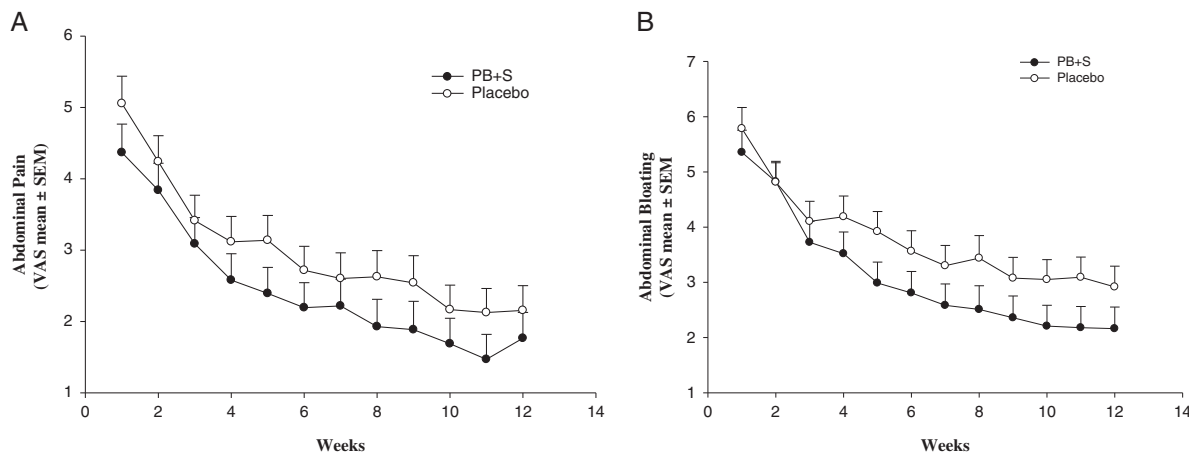 A
6
5
4
3
2
1
0
2
4
6
8
10
12
14
Weeks
Abdominal Pain
(VAS mean ± SEM)
PB+S
Placebo
B
7
6
5
4
3
2
1
0
2
4
6
8
10
12
14
Weeks
Abdominal Bloating
(VAS mean ± SEM
PB+S
Placebo